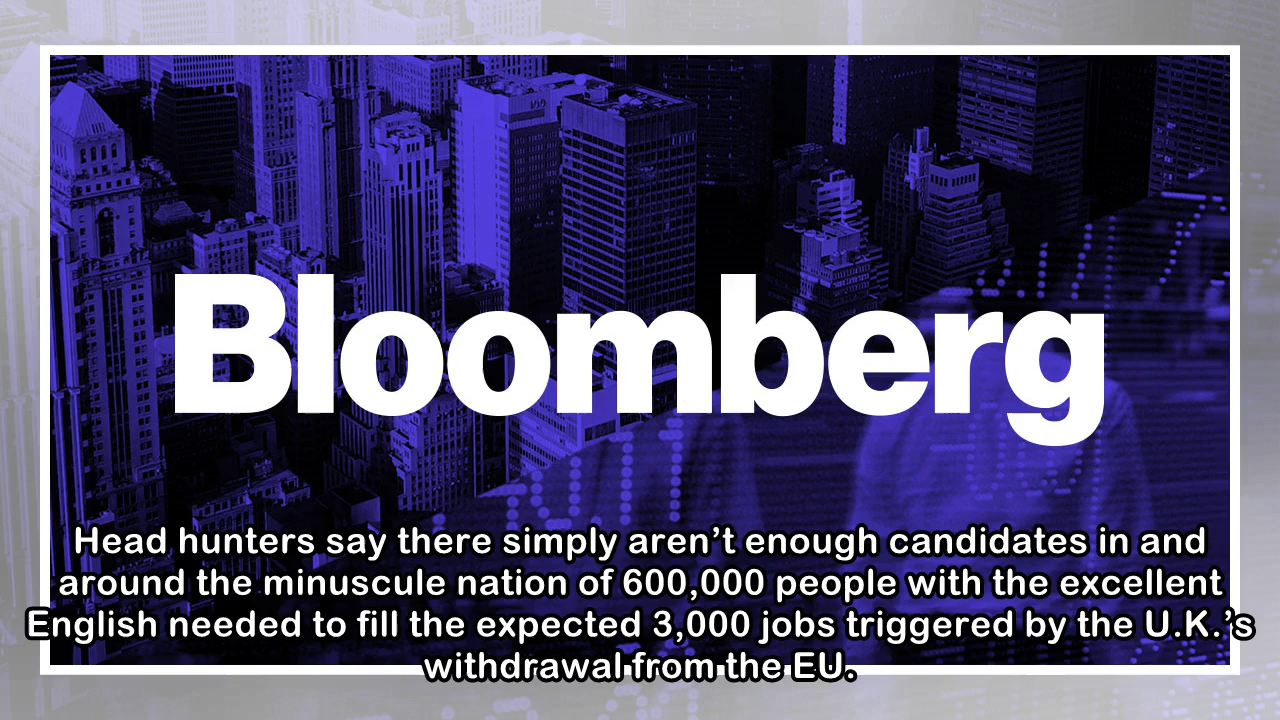 Bloomberg
Head hunters say there simply aren’t enough candidates in and
around the minuscule nation of 600,000 people with the excellent
English needed to fill the expected 3,000 jobs triggered by the U.K.’s
withdrawal from the EU.